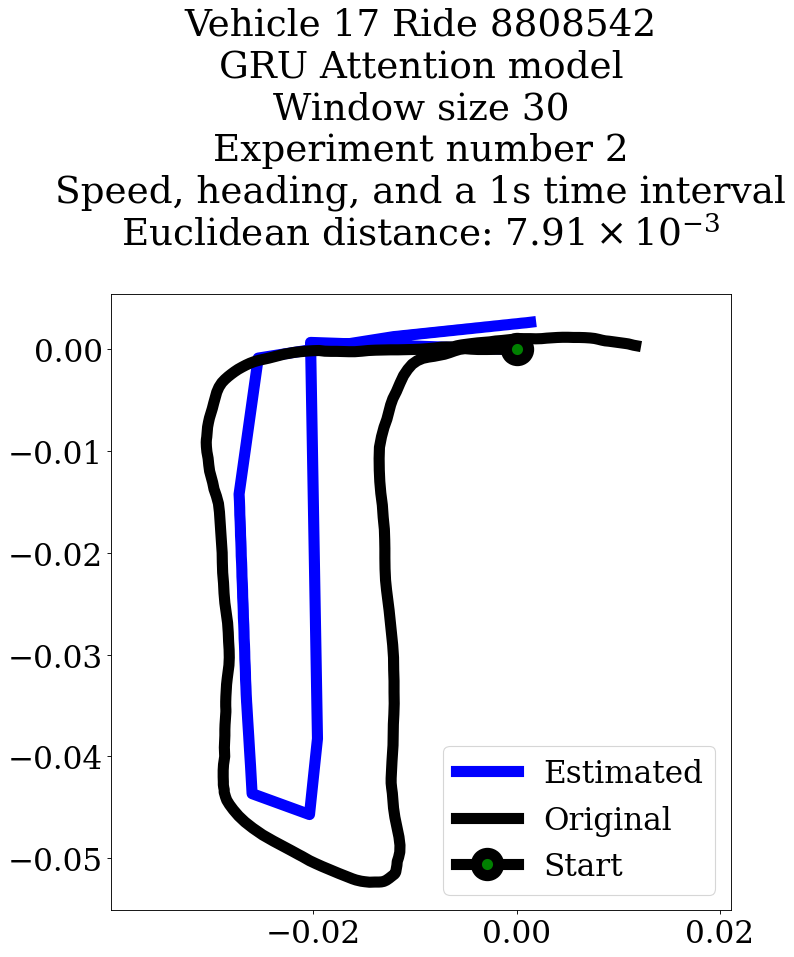 Vehicle 17 Ride 8808542
GRU Attention model
Window size 30
Experiment number 2
Speed, heading, and a 1s time interval
Euclidean distance: 7.91 × 10⁻³
0.00
−0.01
−0.02
−0.03
−0.04
−0.05
Estimated
Original
Start
−0.02
0.00
0.02